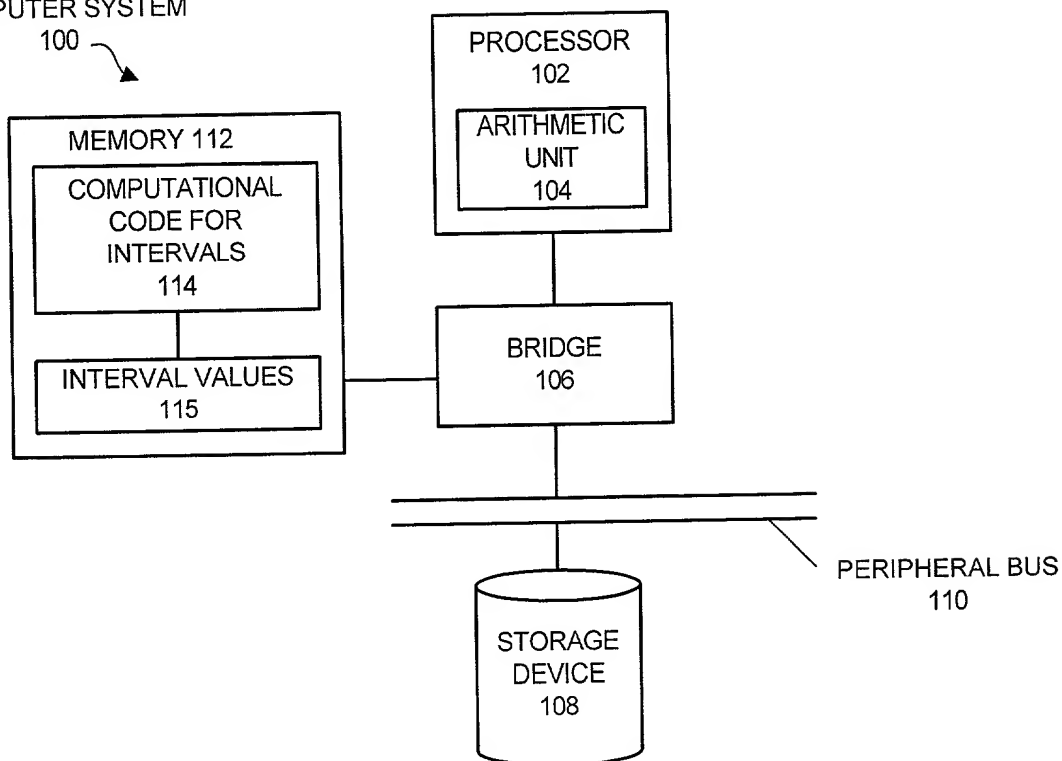 SYSTEM
100
PROCESSOR
102
ARITHMETIC
UNIT
104
MEMORY 112
COMPUTATIONAL
CODE FOR
INTERVALS
114
INTERVAL VALUES
115
BRIDGE
106
PERIPHERAL BUS
110
STORAGE
DEVICE
108